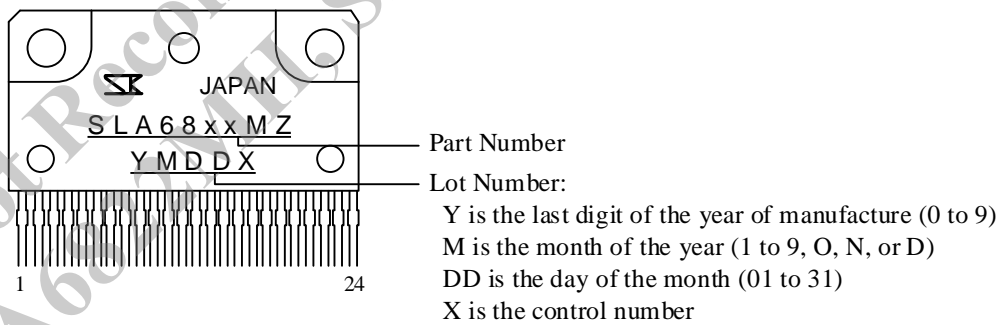 JAPAN
SLA68xxMZ
YMDDX
1 24
Part Number
Lot Number:
Y is the last digit of the year of manufacture (0 to 9)
M is the month of the year (1 to 9, O, N, or D)
DD is the day of the month (01 to 31)
X is the control number